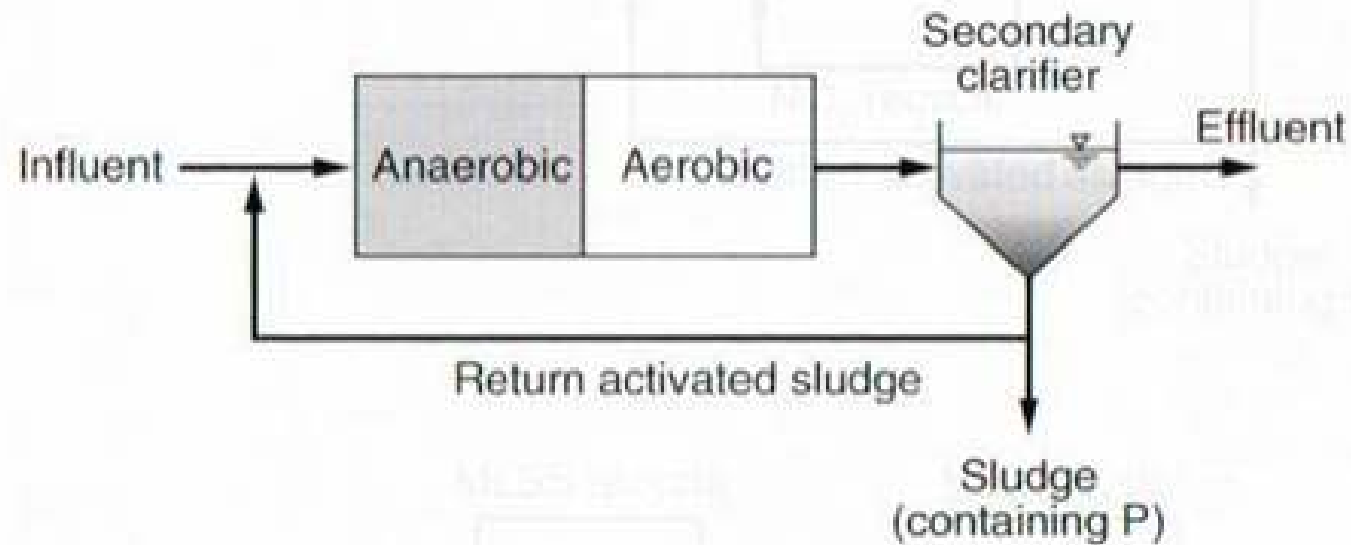 Secondary
clarifier
Influent
Anaerobic
Aerobic
Effluent
Return activated sludge
Sludge
(containing P)